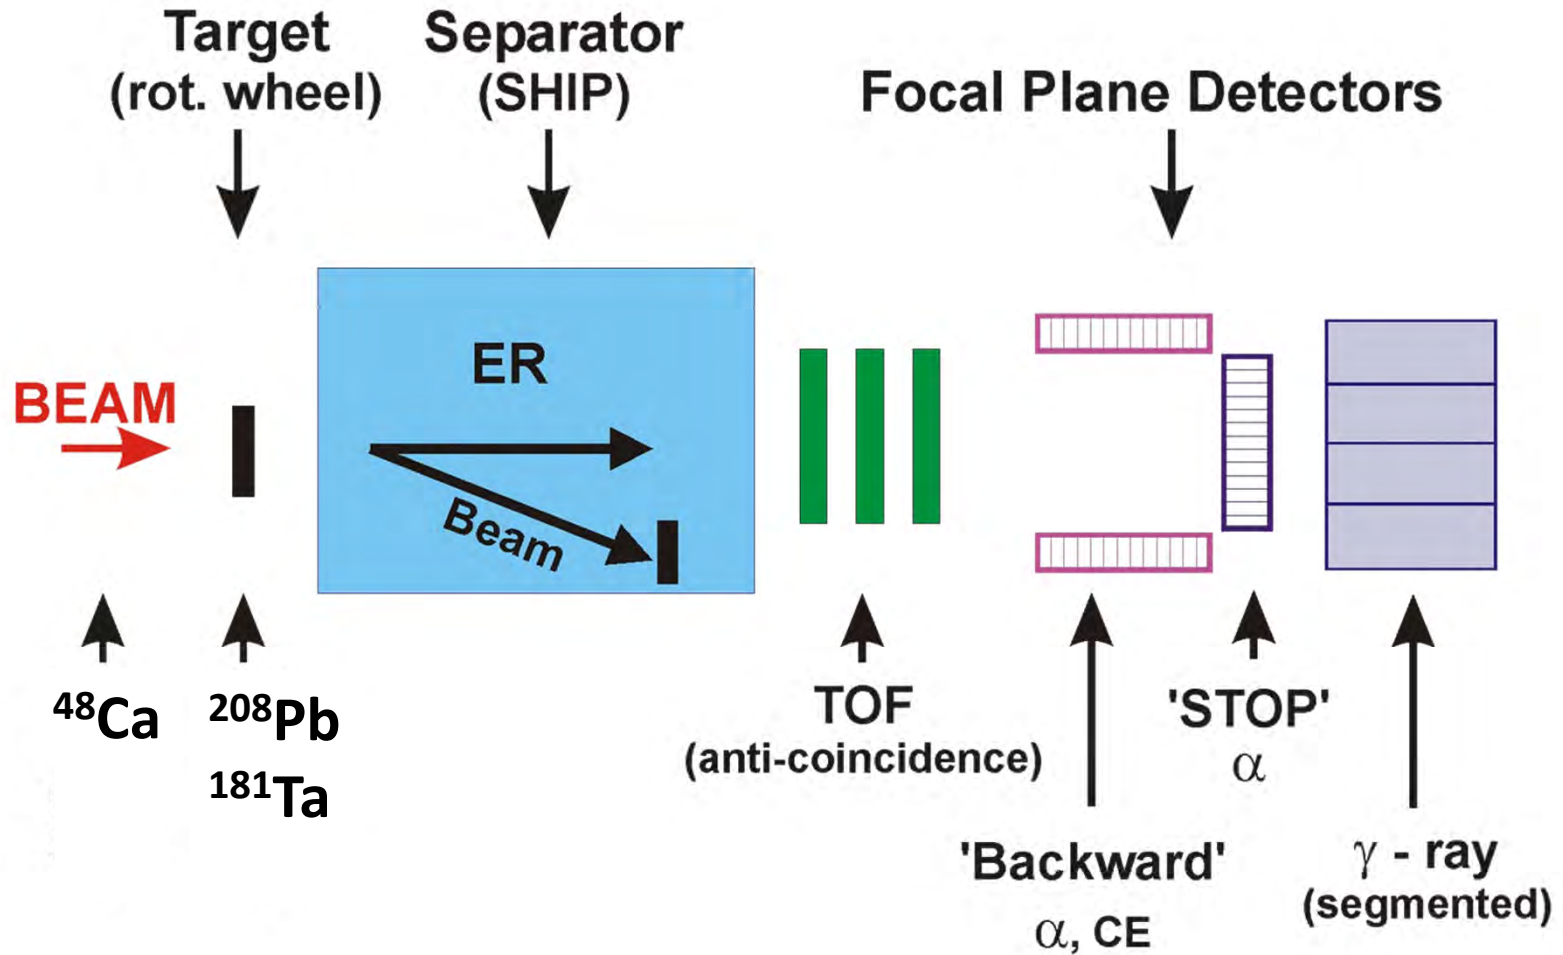 Target
(rot. wheel)
Separator
(SHIP)
Focal Plane Detectors
BEAM
ER
Beam
⁴⁸Ca
²⁰⁸Pb
¹⁸¹Ta
TOF
(anti-coincidence)
'Backward'
α, CE
'STOP'
α
γ - ray
(segmented)